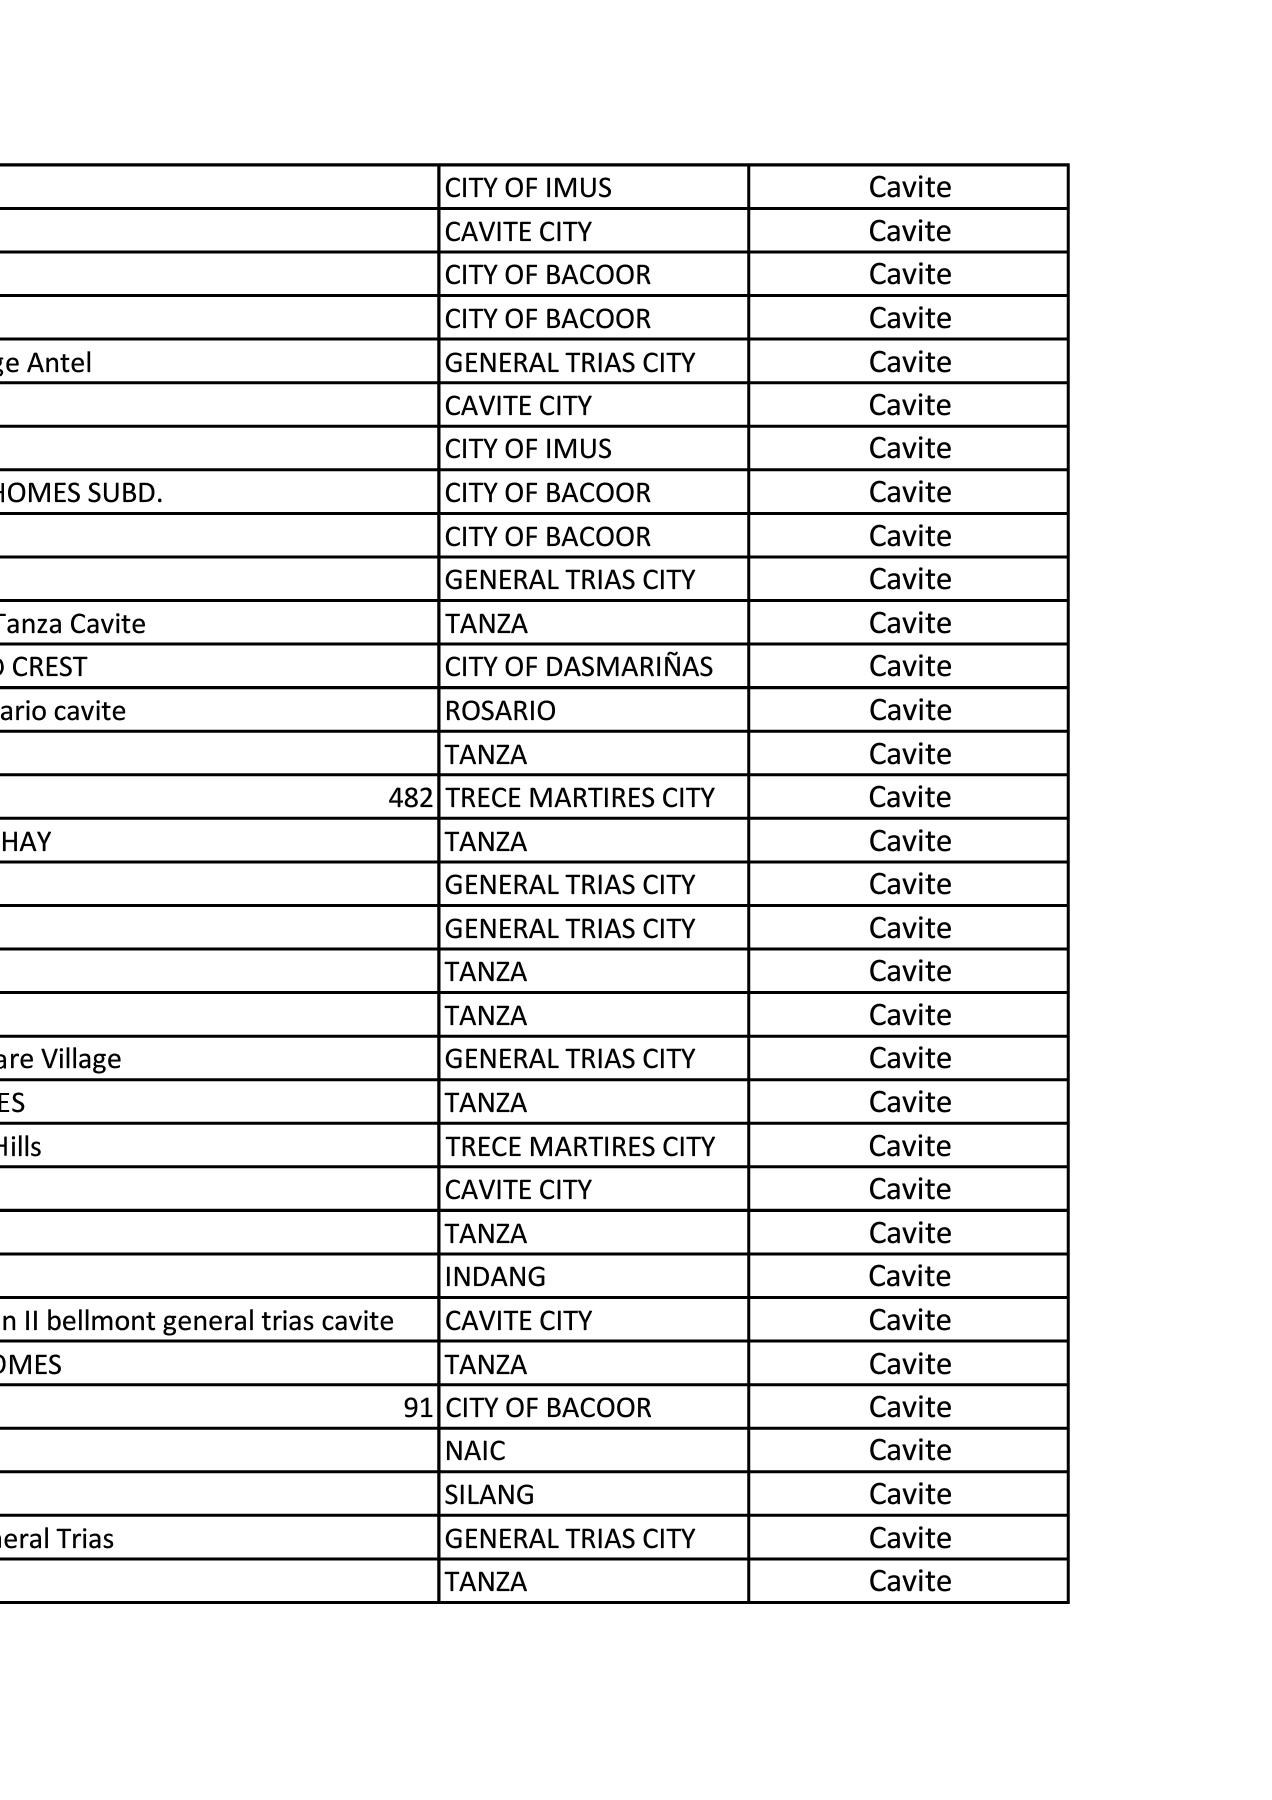 CITY OF IMUS Cavite
CAVITE CITY Cavite
CITY OF BACOOR Cavite
CITY OF BACOOR Cavite
ge Antel GENERAL TRIAS CITY Cavite
CAVITE CITY Cavite
CITY OF IMUS Cavite
HOMES SUBD. CITY OF BACOOR Cavite
CITY OF BACOOR Cavite
GENERAL TRIAS CITY Cavite
Tanza Cavite TANZA Cavite
CREST CITY OF DASMARIÑAS Cavite
ario cavite ROSARIO Cavite
TANZA Cavite
482 TRECE MARTIRES CITY Cavite
HAY TANZA Cavite
GENERAL TRIAS CITY Cavite
GENERAL TRIAS CITY Cavite
TANZA Cavite
TANZA Cavite
are Village GENERAL TRIAS CITY Cavite
ES TANZA Cavite
Hills TRECE MARTIRES CITY Cavite
CAVITE CITY Cavite
TANZA Cavite
INDANG Cavite
n II bellmont general trias cavite CAVITE CITY Cavite
OMES TANZA Cavite
91 CITY OF BACOOR Cavite
NAIC Cavite
SILANG Cavite
neral Trias GENERAL TRIAS CITY Cavite
TANZA Cavite